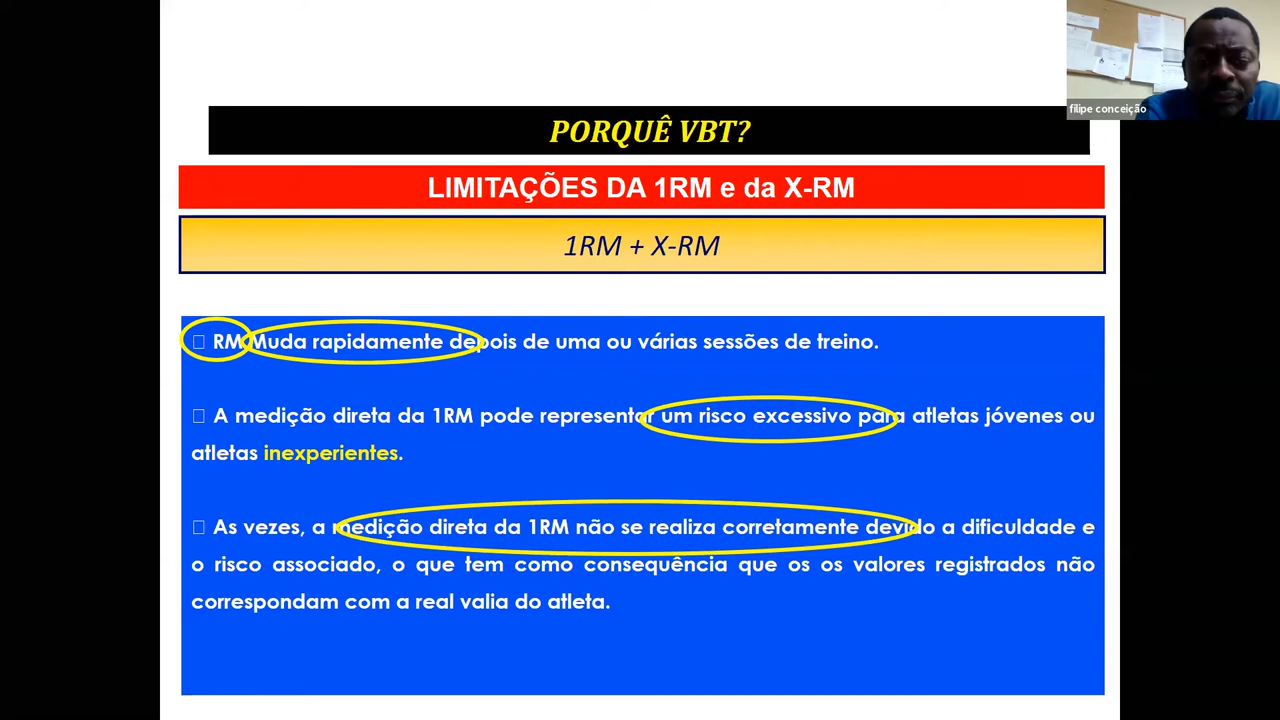 filipe conceição
PORQUÊ VBT?
LIMITAÇÕES DA 1RM e da X-RM
1RM + X-RM
RM Muda rapidamente depois de uma ou várias sessões de treino.
A medição direta da 1RM pode representar um risco excessivo para atletas jóvenes ou
atletas inexperientes.
As vezes, a medição direta da 1RM não se realiza corretamente devido a dificuldade e
o risco associado, o que tem como consequência que os os valores registrados não
correspondam com a real valia do atleta.